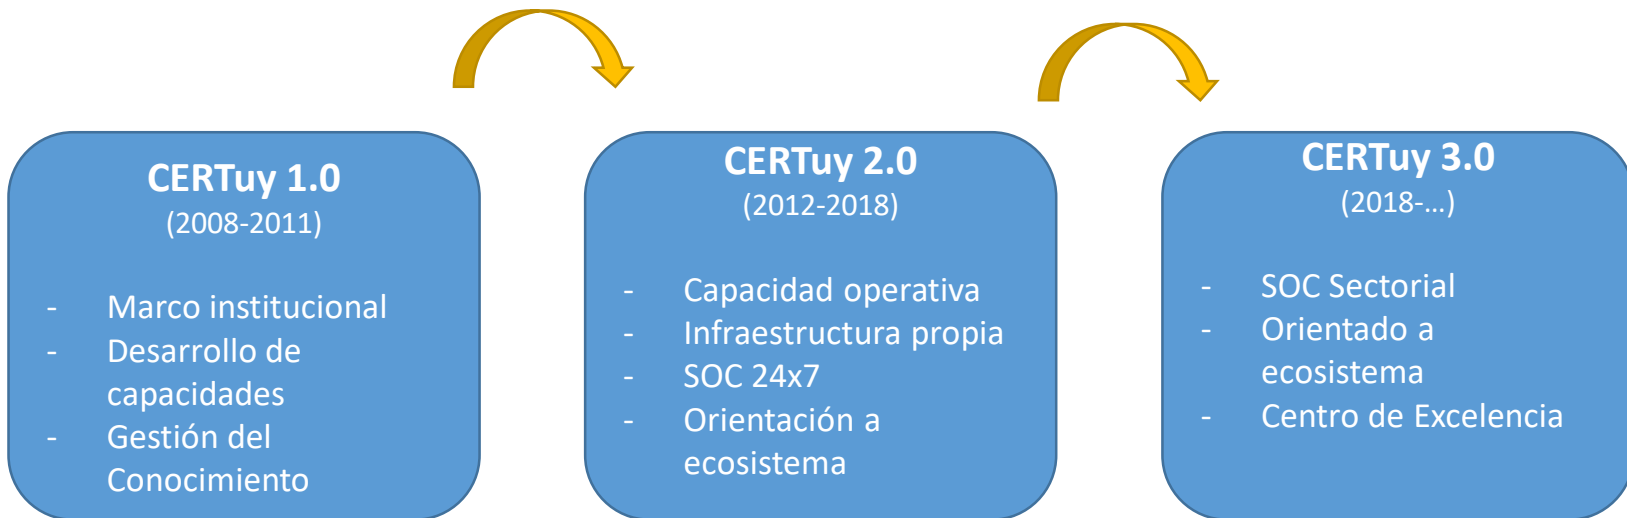 CERTuy 1.0
(2008-2011)
- Marco institucional
- Desarrollo de
capacidades
- Gestión del
Conocimiento
CERTuy 2.0
(2012-2018)
- Capacidad operativa
- Infraestructura propia
- SOC 24x7
- Orientación a
ecosistema
CERTuy 3.0
(2018-...)
- SOC Sectorial
- Orientado a
ecosistema
- Centro de Excelencia